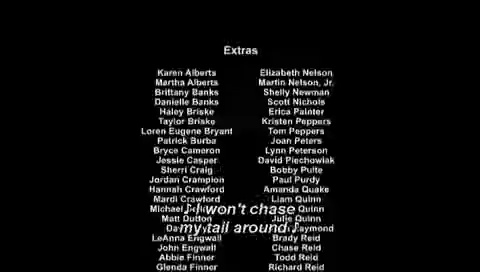 Extras
Karen Alberts
Martha Alberts
Brittany Banks
Danielle Banks
Haley Briske
Taylor Briske
Loren Eugene Bryant
Patrick Burba
Bryce Cameron
Jessie Casper
Sherri Craig
Jordan Crampion
Hannah Crawford
Mardi Crawford
Michael
Matt Dutton
LeAnna Engwall
John Engwall
Abbie Finner
Glenda Finner
Elizabeth Nelson
Martin Nelson, Jr.
Shelly Newman
Scott Nichols
Erica Painter
Kristen Peppers
Tom Peppers
Joan Peters
Lynn Peterson
David Piechowiak
Bobby Pulte
Paul Purdy
Amanda Quake
Liam Quinn
Quinn
Julie Quinn
Raymond
Brady Reid
Chase Reid
Todd Reid
Richard Reid
♪ I won't chase
my tail around ♪